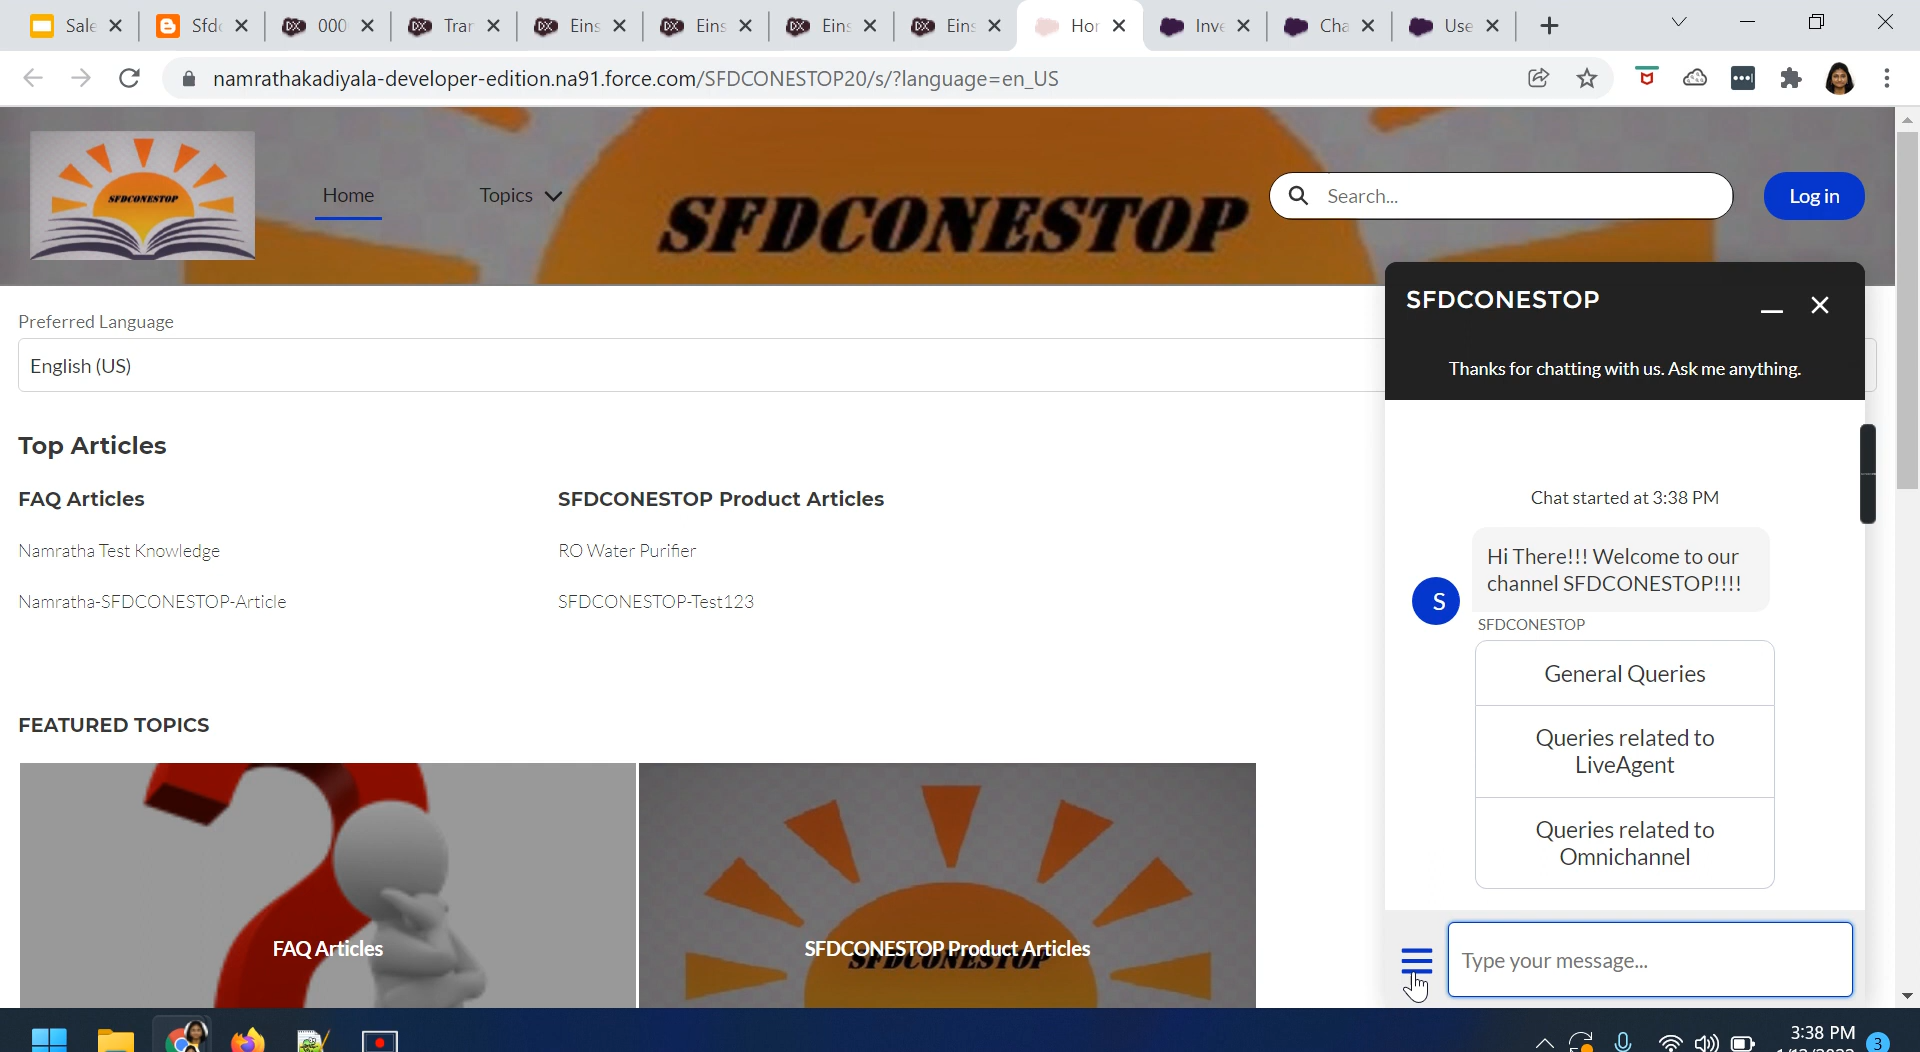 Sale
Sfdc
000
Tran
Eins
Eins
Eins
Eins
Hor
Inve
Cha
Use
namrathakadiyala-developer-edition.na91.force.com/SFDCONESTOP20/s/?language=en_US
SFDCONESTOP
Home
Topics
SFDCONESTOP
Search...
Log in
Preferred Language
English (US)
Top Articles
FAQ Articles
SFDCONESTOP Product Articles
Namratha Test Knowledge
RO Water Purifier
Namratha-SFDCONESTOP-Article
SFDCONESTOP-Test123
FEATURED TOPICS
FAQ Articles
SFDCONESTOP Product Articles
SFDCONESTOP
SFDCONESTOP
Thanks for chatting with us. Ask me anything.
Chat started at 3:38 PM
Hi There!!! Welcome to our
channel SFDCONESTOP!!!!
S
SFDCONESTOP
General Queries
Queries related to
LiveAgent
Queries related to
Omnichannel
Type your message...
3:38 PM
3